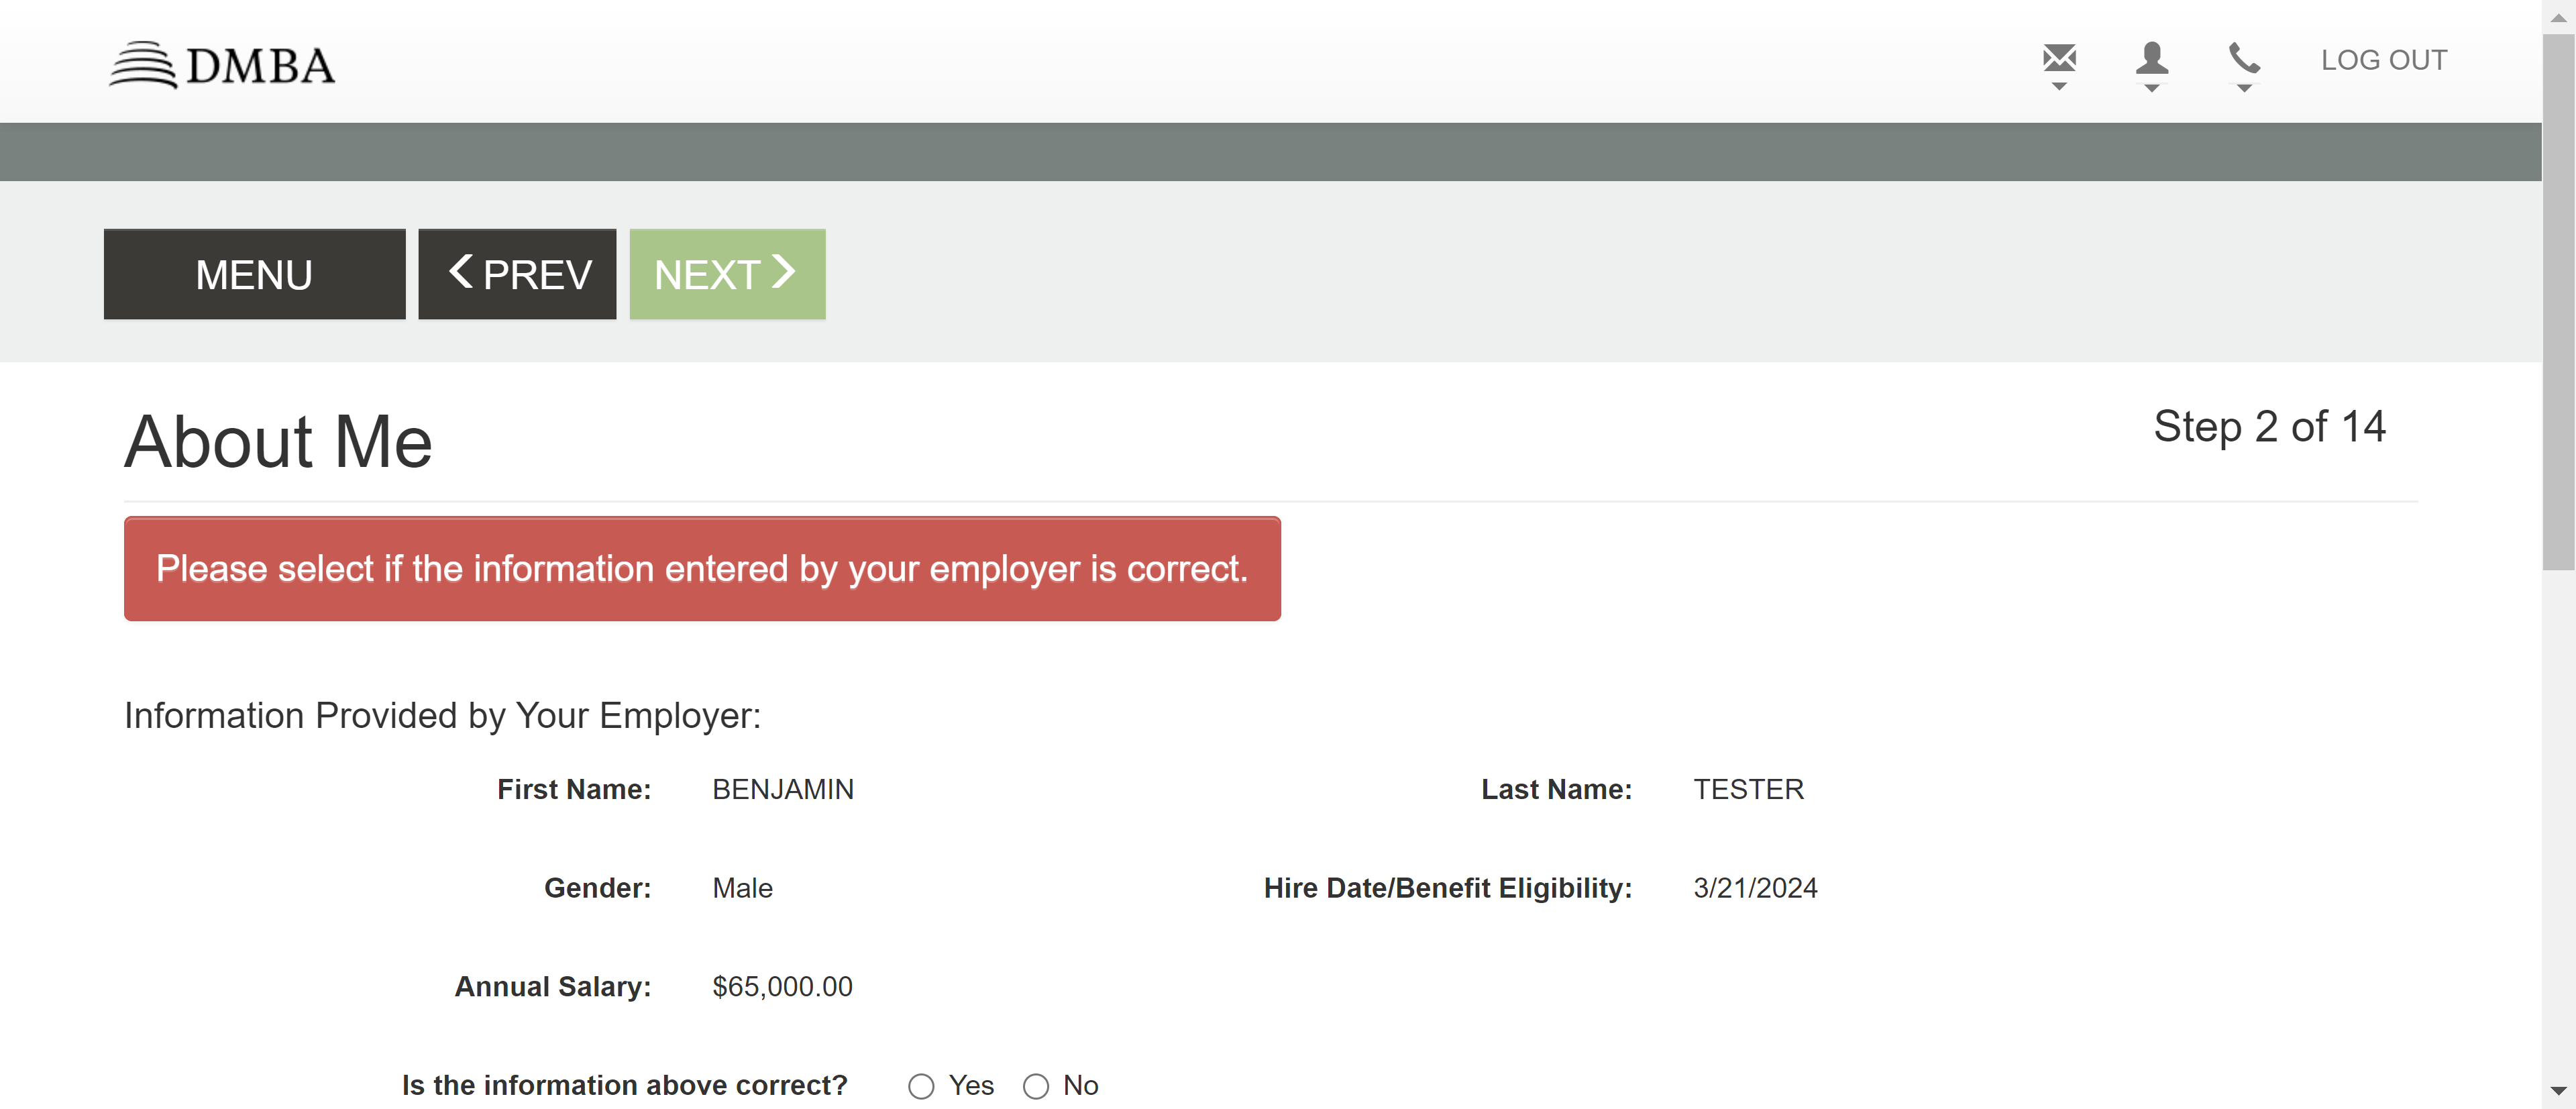 DMBA
LOG OUT
MENU
PREV
NEXT
About Me
Step 2 of 14
Please select if the information entered by your employer is correct.
Information Provided by Your Employer:
First Name: BENJAMIN Last Name: TESTER
Gender: Male Hire Date/Benefit Eligibility: 3/21/2024
Annual Salary: $65,000.00
Is the information above correct? Yes No